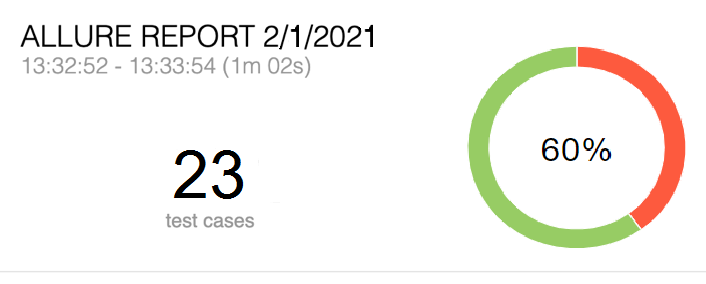 ALLURE REPORT 2/1/2021
13:32:52 - 13:33:54 (1m 02s)
60%
23
test cases